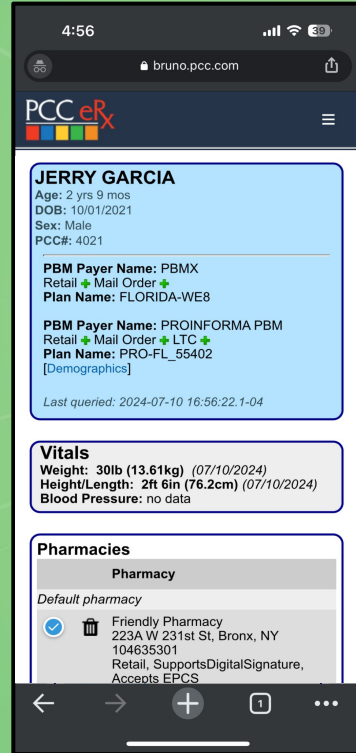 4:56
39
bruno.pcc.com
PCC eRx
JERRY GARCIA
Age: 2 yrs 9 mos
DOB: 10/01/2021
Sex: Male
PCC#: 4021
PBM Payer Name: PBMX
Retail + Mail Order +
Plan Name: FLORIDA-WE8
PBM Payer Name: PROINFORMA PBM
Retail + Mail Order + LTC +
Plan Name: PRO-FL_55402
[Demographics]
Last queried: 2024-07-10 16:56:22.1-04
Vitals
Weight: 30lb (13.61kg) (07/10/2024)
Height/Length: 2ft 6in (76.2cm) (07/10/2024)
Blood Pressure: no data
Pharmacies
Pharmacy
Default pharmacy
Friendly Pharmacy
223A W 231st St, Bronx, NY
104635301
Retail, SupportsDigitalSignature,
Accepts EPCS
1